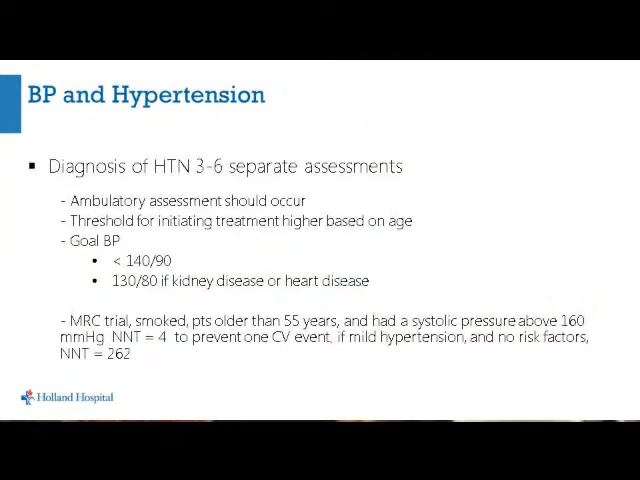 BP and Hypertension
▪ Diagnosis of HTN 3-6 separate assessments
- Ambulatory assessment should occur
- Threshold for initiating treatment higher based on age
- Goal BP
• < 140/90
• 130/80 if kidney disease or heart disease
- MRC trial, smoked, pts older than 55 years, and had a systolic pressure above 160
mmHg NNT = 4 to prevent one CV event, if mild hypertension, and no risk factors,
NNT = 262
Holland Hospital